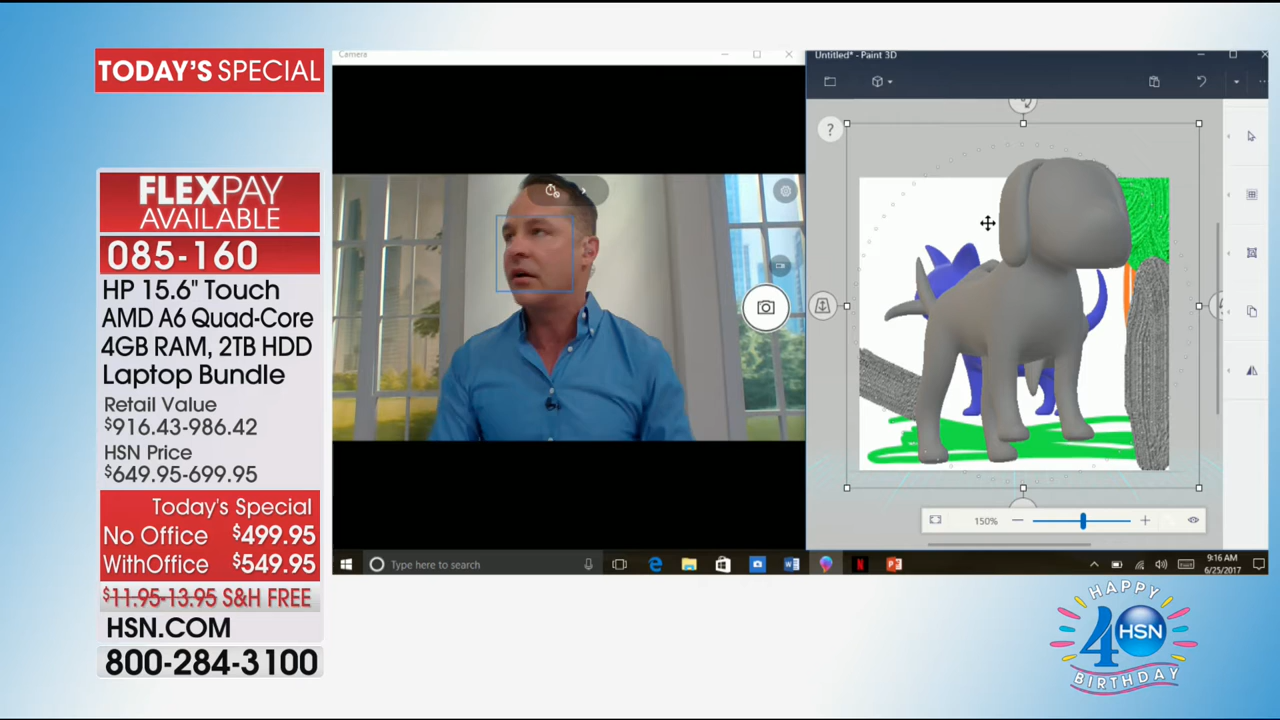 TODAY'S SPECIAL
FLEXPAY
AVAILABLE
085-160
HP 15.6" Touch
AMD A6 Quad-Core
4GB RAM, 2TB HDD
Laptop Bundle
Retail Value
$916.43-986.42
HSN Price
$649.95-699.95
Today's Special
No Office $499.95
WithOffice $549.95
$11.95-13.95 S&H FREE
HSN.COM
800-284-3100
Camera
Untitled* - Paint 3D
?
150%
Type here to search
9:16 AM
6/25/2017
HAPPY
40 HSN
BIRTHDAY